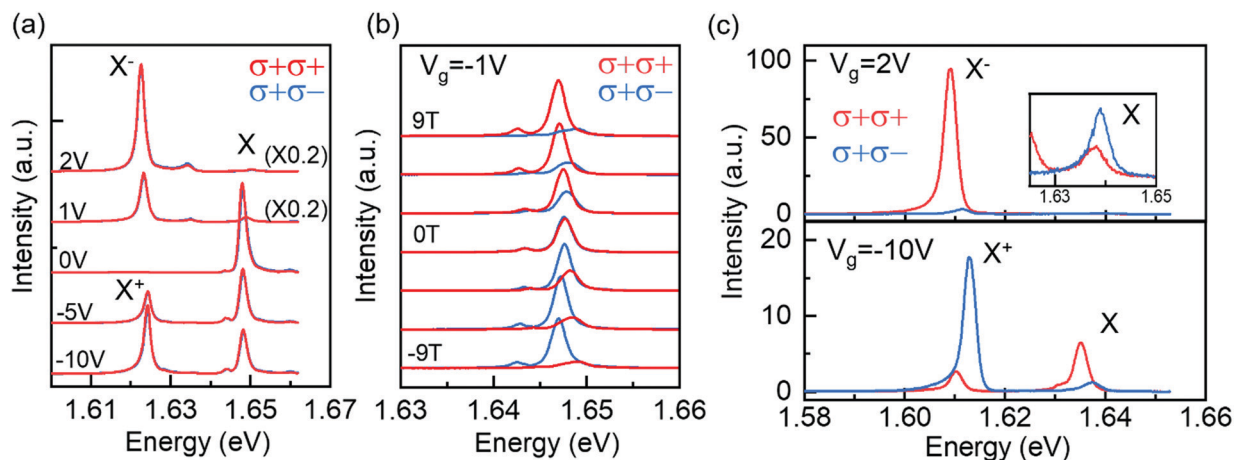 (a)
X⁻
σ+σ+
σ+σ−
X
2V
(X0.2)
1V
(X0.2)
0V
X⁺
-5V
-10V
Intensity (a.u.)
1.61 1.63 1.65 1.67
Energy (eV)
(b)
Vg=-1V
σ+σ+
σ+σ−
9T
0T
-9T
Intensity (a.u.)
1.63 1.64 1.65 1.66
Energy (eV)
(c)
100
Vg=2V
X⁻
σ+σ+
σ+σ−
X
1.63 1.65
50
0
20
Vg=-10V
X⁺
X
10
0
Intensity (a.u.)
1.58 1.60 1.62 1.64 1.66
Energy (eV)